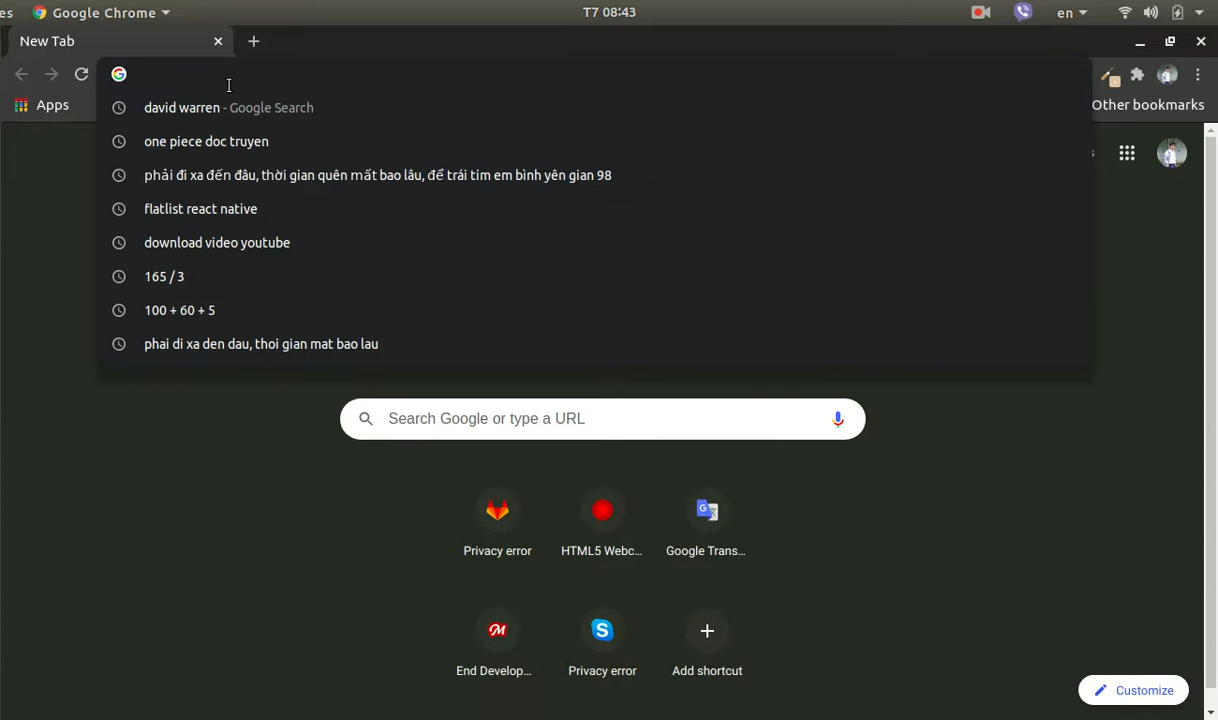 es Google Chrome T7 08:43 en
New Tab
Apps Other bookmarks
david warren - Google Search
one piece doc truyen
phải đi xa đến đâu, thời gian quên mất bao lâu, để trái tim em bình yên gian 98
flatlist react native
download video youtube
165 / 3
100 + 60 + 5
phai di xa den dau, thoi gian mat bao lau
Search Google or type a URL
Privacy error HTML5 Webc... Google Trans...
End Develop... Privacy error Add shortcut
Customize